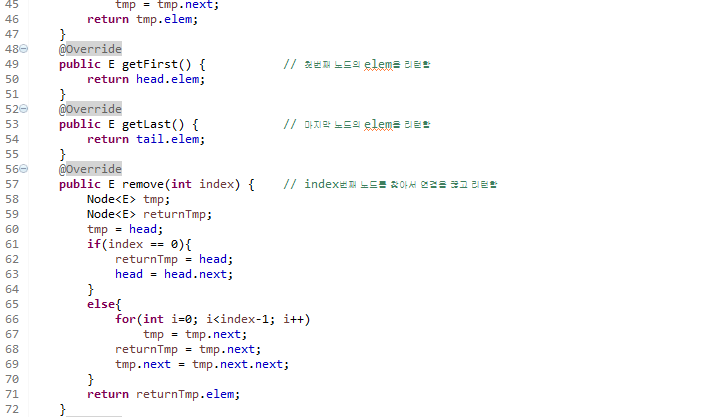 45 tmp = tmp.next;
46 return tmp.elem;
47 }
48 @Override
49 public E getFirst() { // 첫번째 노드의 elem을 리턴함
50 return head.elem;
51 }
52 @Override
53 public E getLast() { // 마지막 노드의 elem을 리턴함
54 return tail.elem;
55 }
56 @Override
57 public E remove(int index) { // index번째 노드를 찾아서 연결을 끊고 리턴함
58 Node<E> tmp;
59 Node<E> returnTmp;
60 tmp = head;
61 if(index == 0){
62 returnTmp = head;
63 head = head.next;
64 }
65 else{
66 for(int i=0; i<index-1; i++)
67 tmp = tmp.next;
68 returnTmp = tmp.next;
69 tmp.next = tmp.next.next;
70 }
71 return returnTmp.elem;
72 }